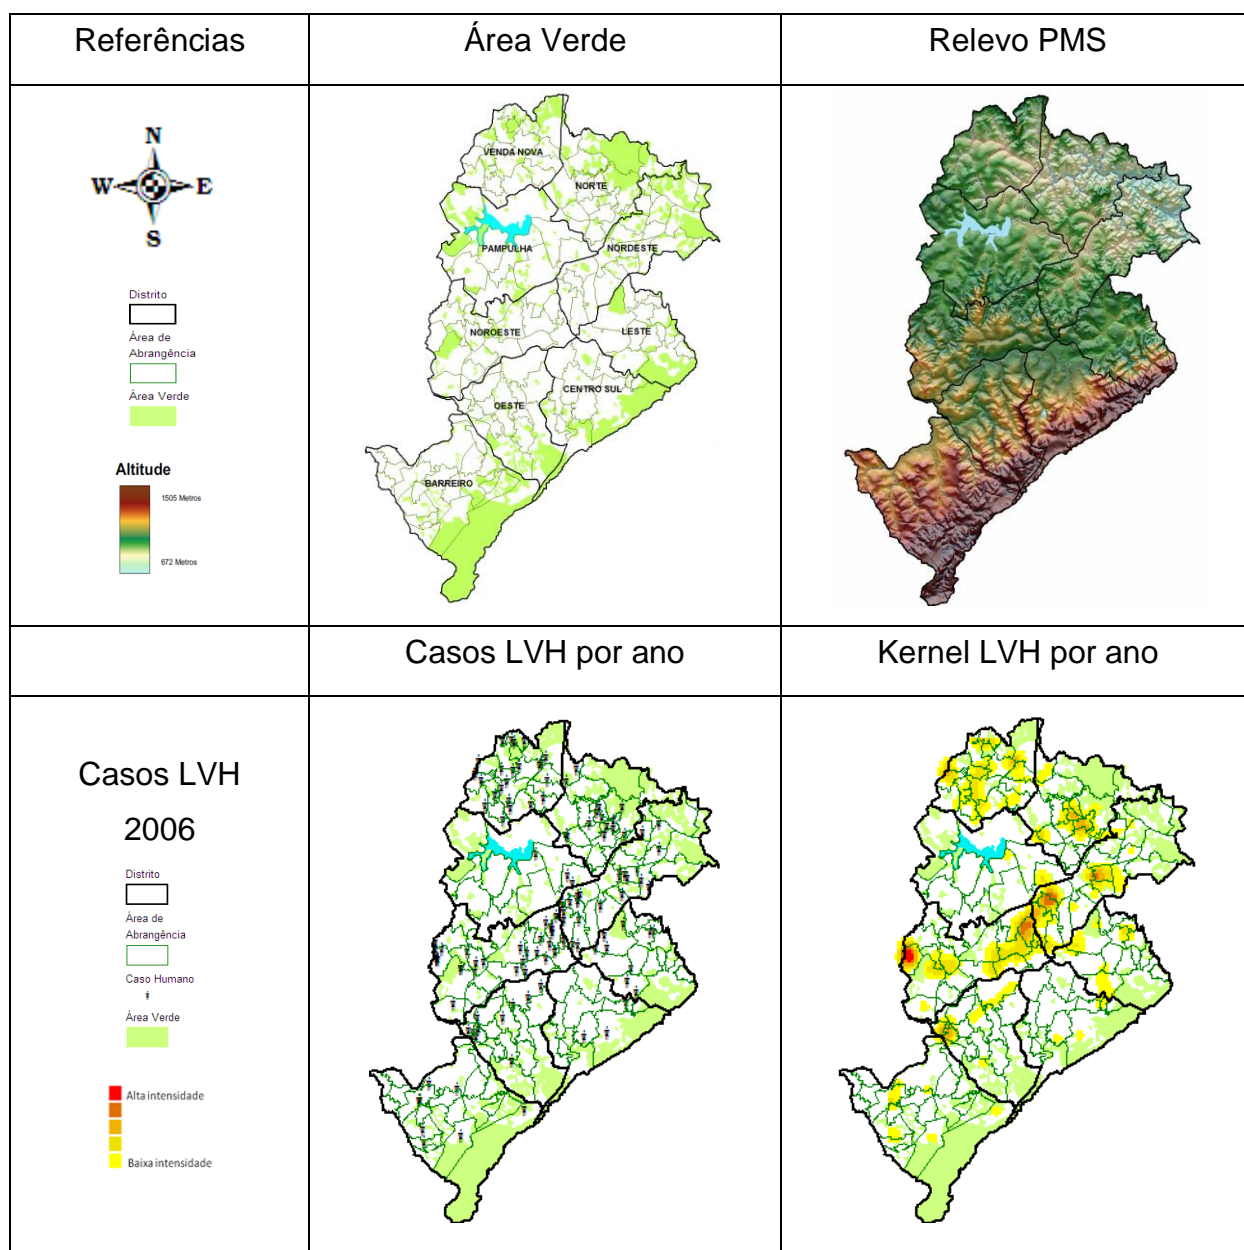 Referências
Área Verde
Relevo PMS
N
W
E
S
Distrito
Área de
Abrangência
Área Verde
Altitude
1505 Metros
672 Metros
VENDA NOVA
NORTE
PAMPULHA
NORDESTE
NOROESTE
LESTE
CENTRO SUL
OESTE
BARREIRO
Casos LVH por ano
Kernel LVH por ano
Casos LVH
2006
Distrito
Área de
Abrangência
Caso Humano
Área Verde
Alta intensidade
Baixa intensidade